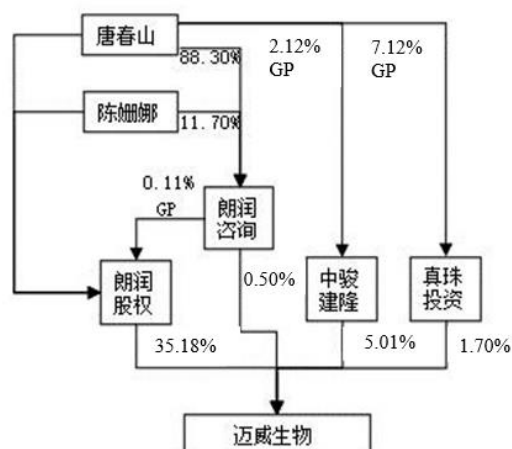 唐春山
88.30%
2.12%
GP
7.12%
GP
陈姗娜
11.70%
0.11%
GP
朗润
咨询
朗润
股权
0.50%
中骏
建隆
真珠
投资
35.18%
5.01%
1.70%
迈威生物